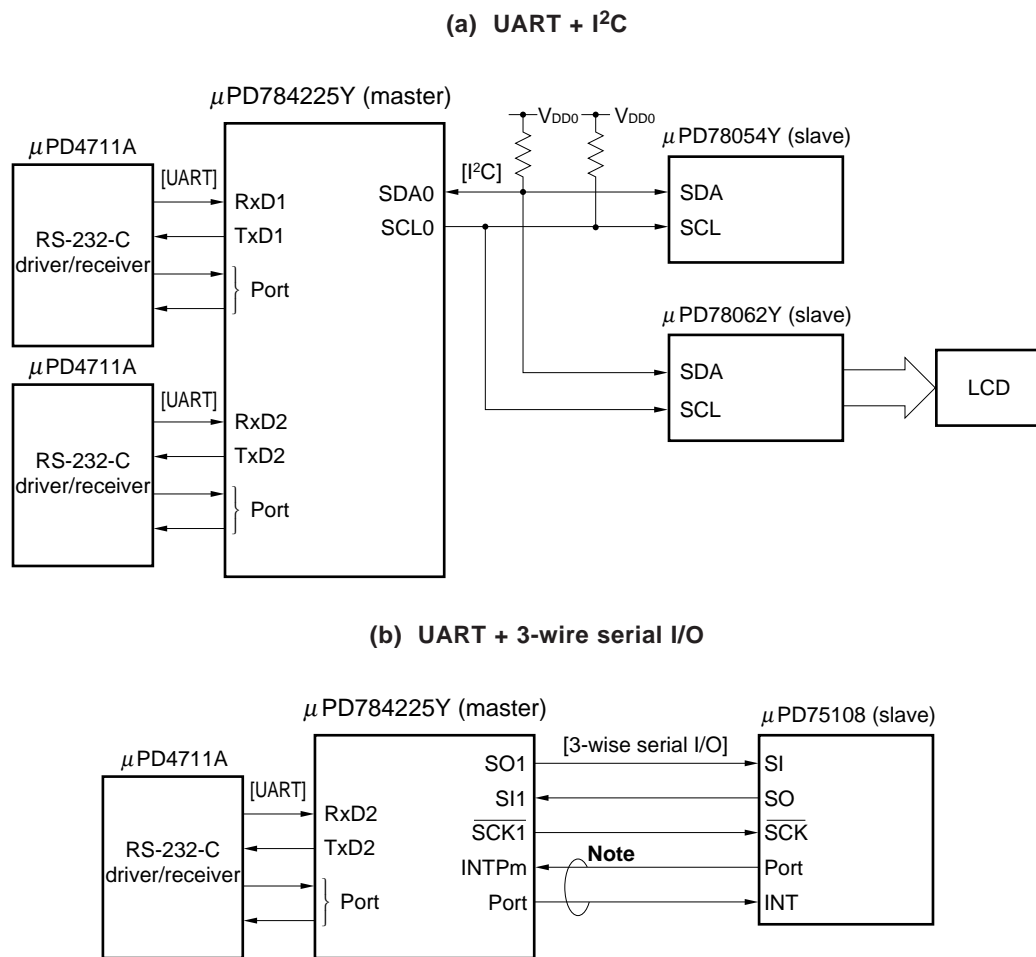 (a) UART + I²C
μPD784225Y (master)
VDD0
VDD0
μPD4711A
μPD78054Y (slave)
[UART]
[I²C]
RxD1
SDA0
SDA
TxD1
SCL0
SCL
RS-232-C
driver/receiver
Port
μPD78062Y (slave)
μPD4711A
SDA
LCD
[UART]
SCL
RxD2
TxD2
RS-232-C
driver/receiver
Port
(b) UART + 3-wire serial I/O
μPD784225Y (master)
μPD75108 (slave)
μPD4711A
[3-wise serial I/O]
SO1
SI
[UART]
RxD2
SI1
SO
TxD2
SCK1
SCK
RS-232-C
driver/receiver
Note
INTPm
Port
Port
Port
INT